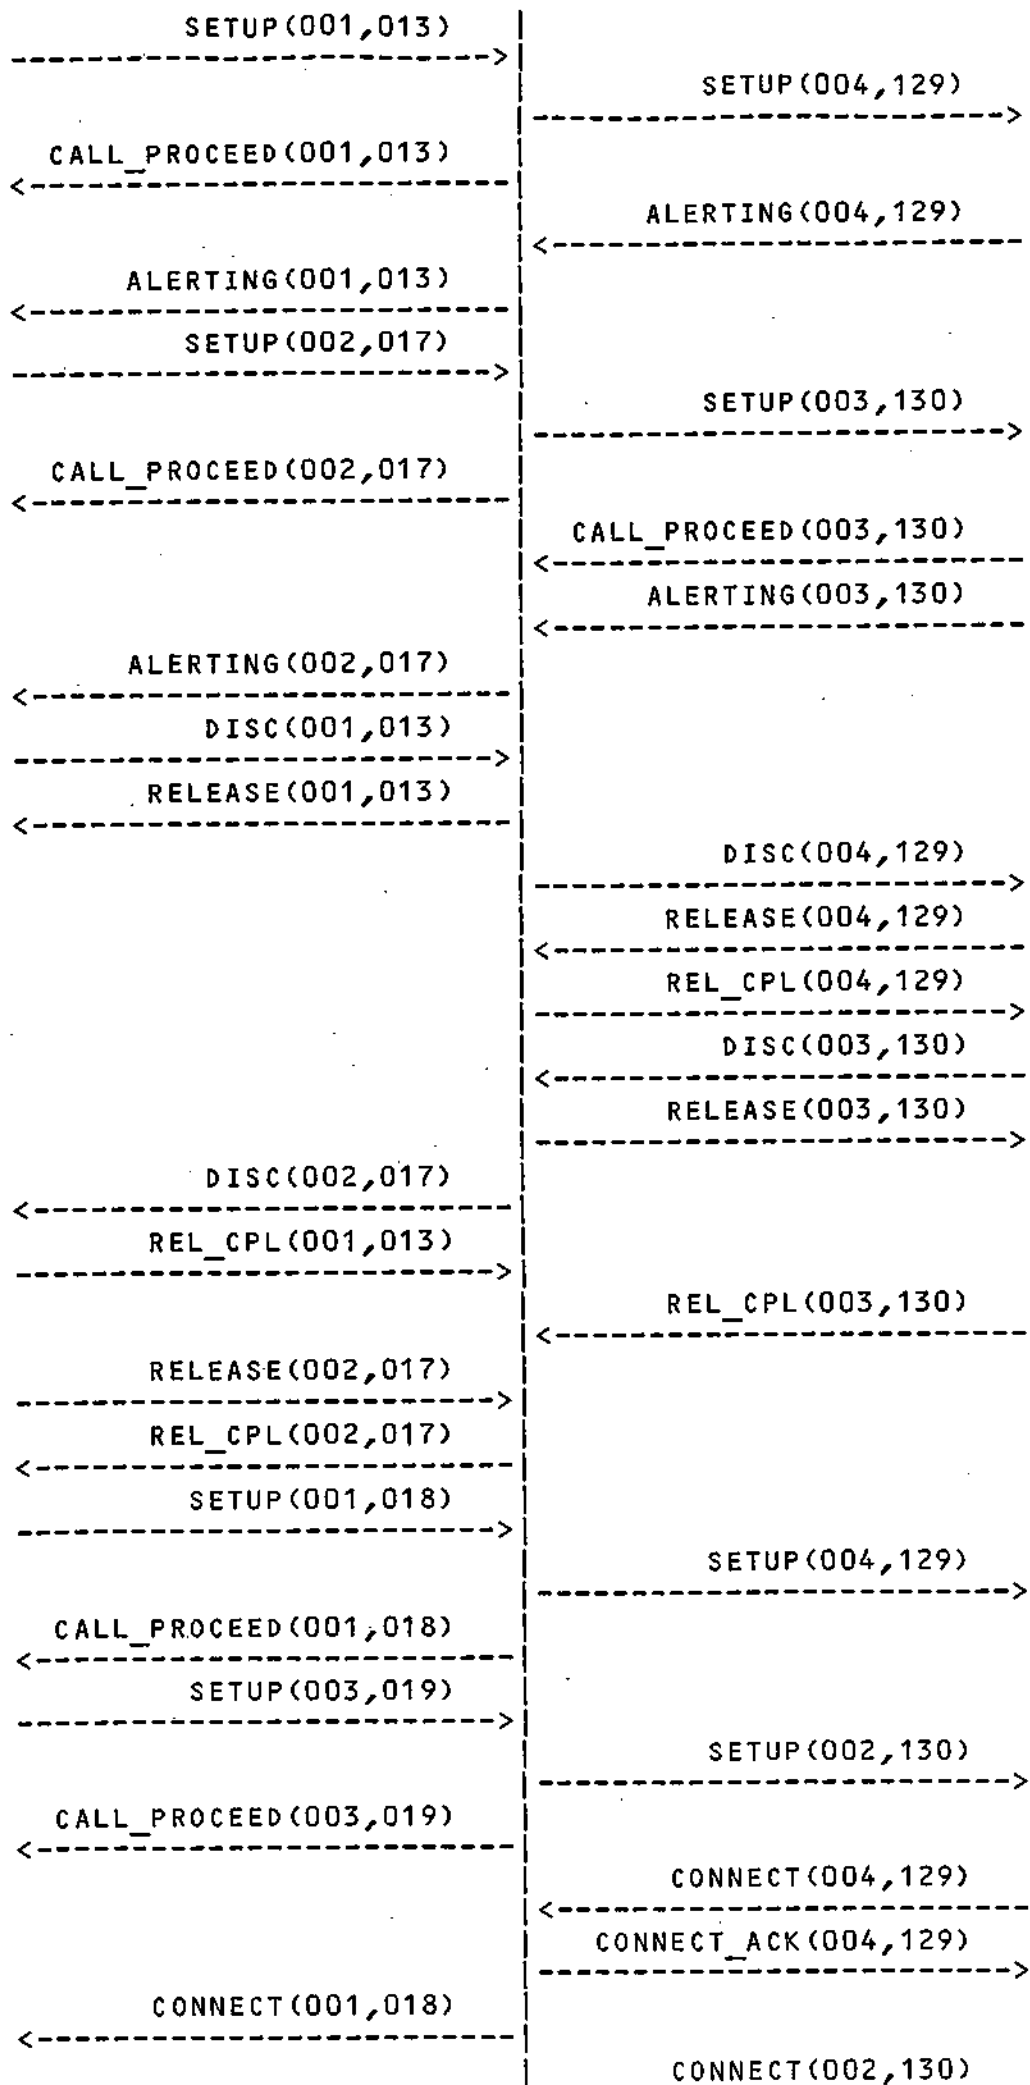 SETUP(001,013)
SETUP(004,129)
CALL_PROCEED(001,013)
ALERTING(004,129)
ALERTING(001,013)
SETUP(002,017)
SETUP(003,130)
CALL_PROCEED(002,017)
CALL_PROCEED(003,130)
ALERTING(003,130)
ALERTING(002,017)
DISC(001,013)
RELEASE(001,013)
DISC(004,129)
RELEASE(004,129)
REL_CPL(004,129)
DISC(003,130)
RELEASE(003,130)
DISC(002,017)
REL_CPL(001,013)
REL_CPL(003,130)
RELEASE(002,017)
REL_CPL(002,017)
SETUP(001,018)
SETUP(004,129)
CALL_PROCEED(001,018)
SETUP(003,019)
SETUP(002,130)
CALL_PROCEED(003,019)
CONNECT(004,129)
CONNECT_ACK(004,129)
CONNECT(001,018)
CONNECT(002,130)